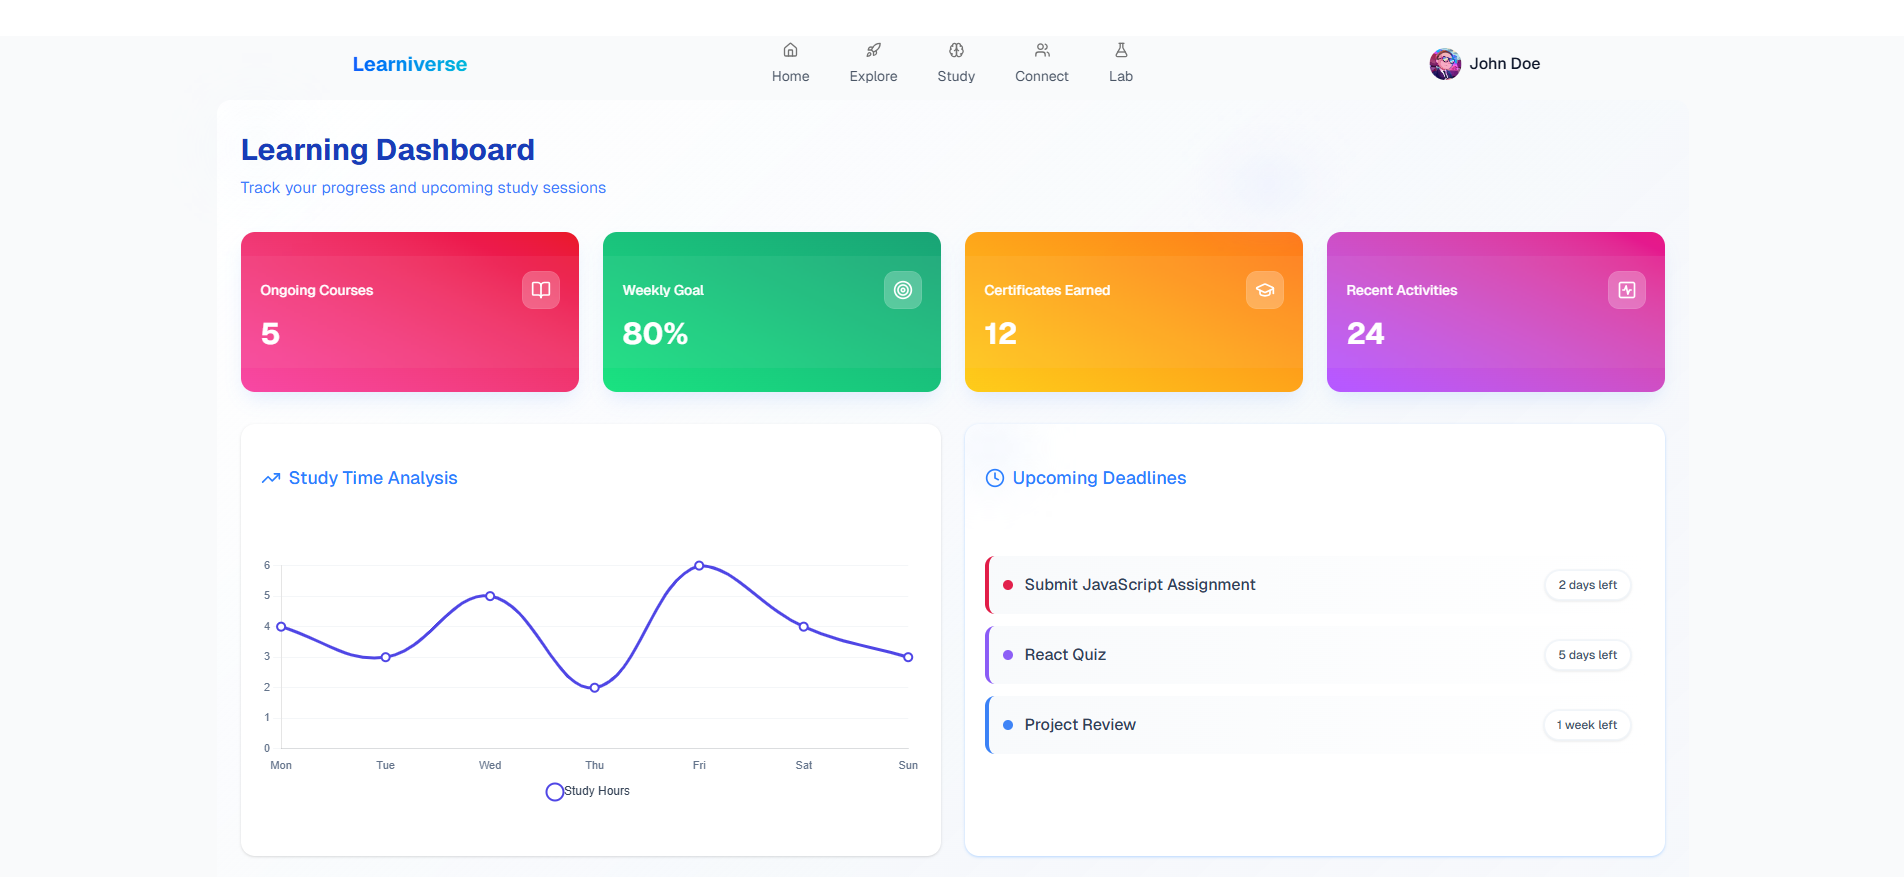 Learniverse
Home
Explore
Study
Connect
Lab
John Doe
Learning Dashboard
Track your progress and upcoming study sessions
Ongoing Courses
5
Weekly Goal
80%
Certificates Earned
12
Recent Activities
24
Study Time Analysis
6
5
4
3
2
1
0
Mon Tue Wed Thu Fri Sat Sun
Study Hours
Upcoming Deadlines
Submit JavaScript Assignment
2 days left
React Quiz
5 days left
Project Review
1 week left